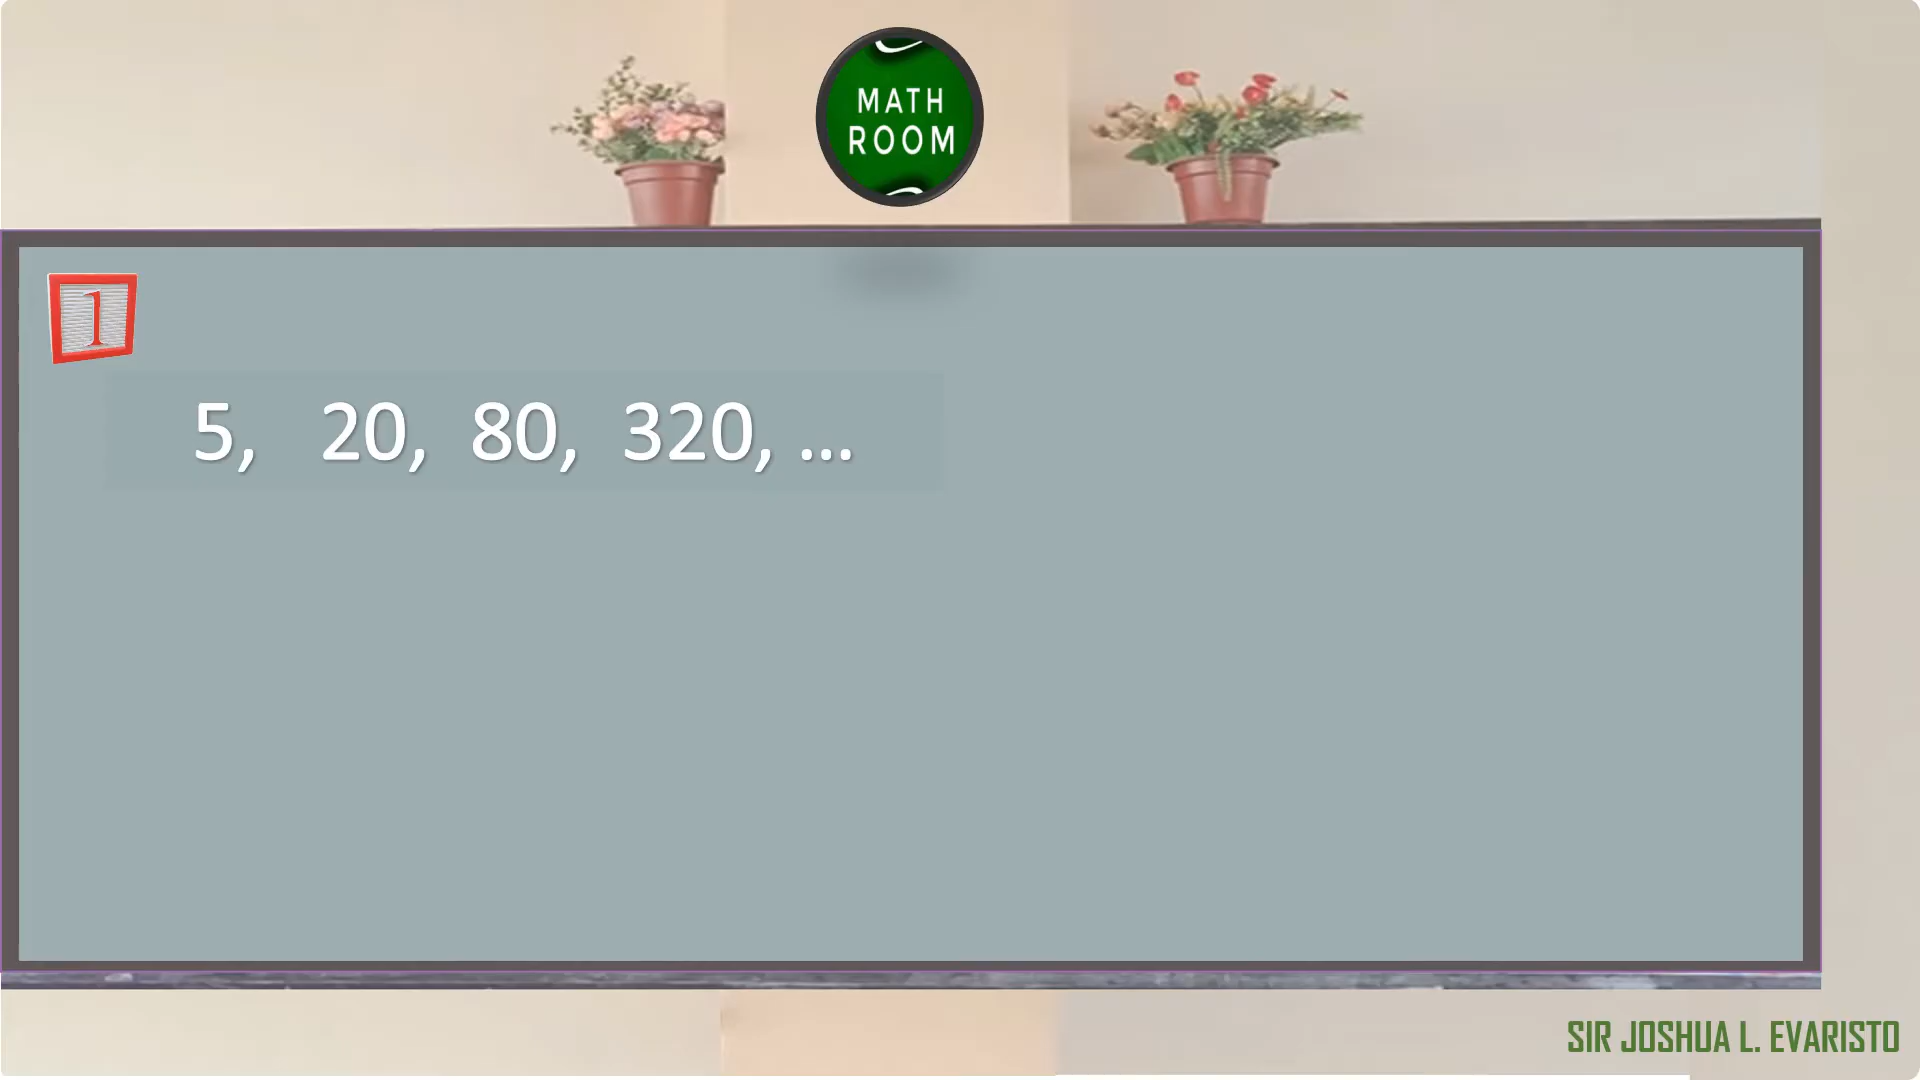 MATH
ROOM
1
5, 20, 80, 320, ...
SIR JOSHUA L. EVARISTO